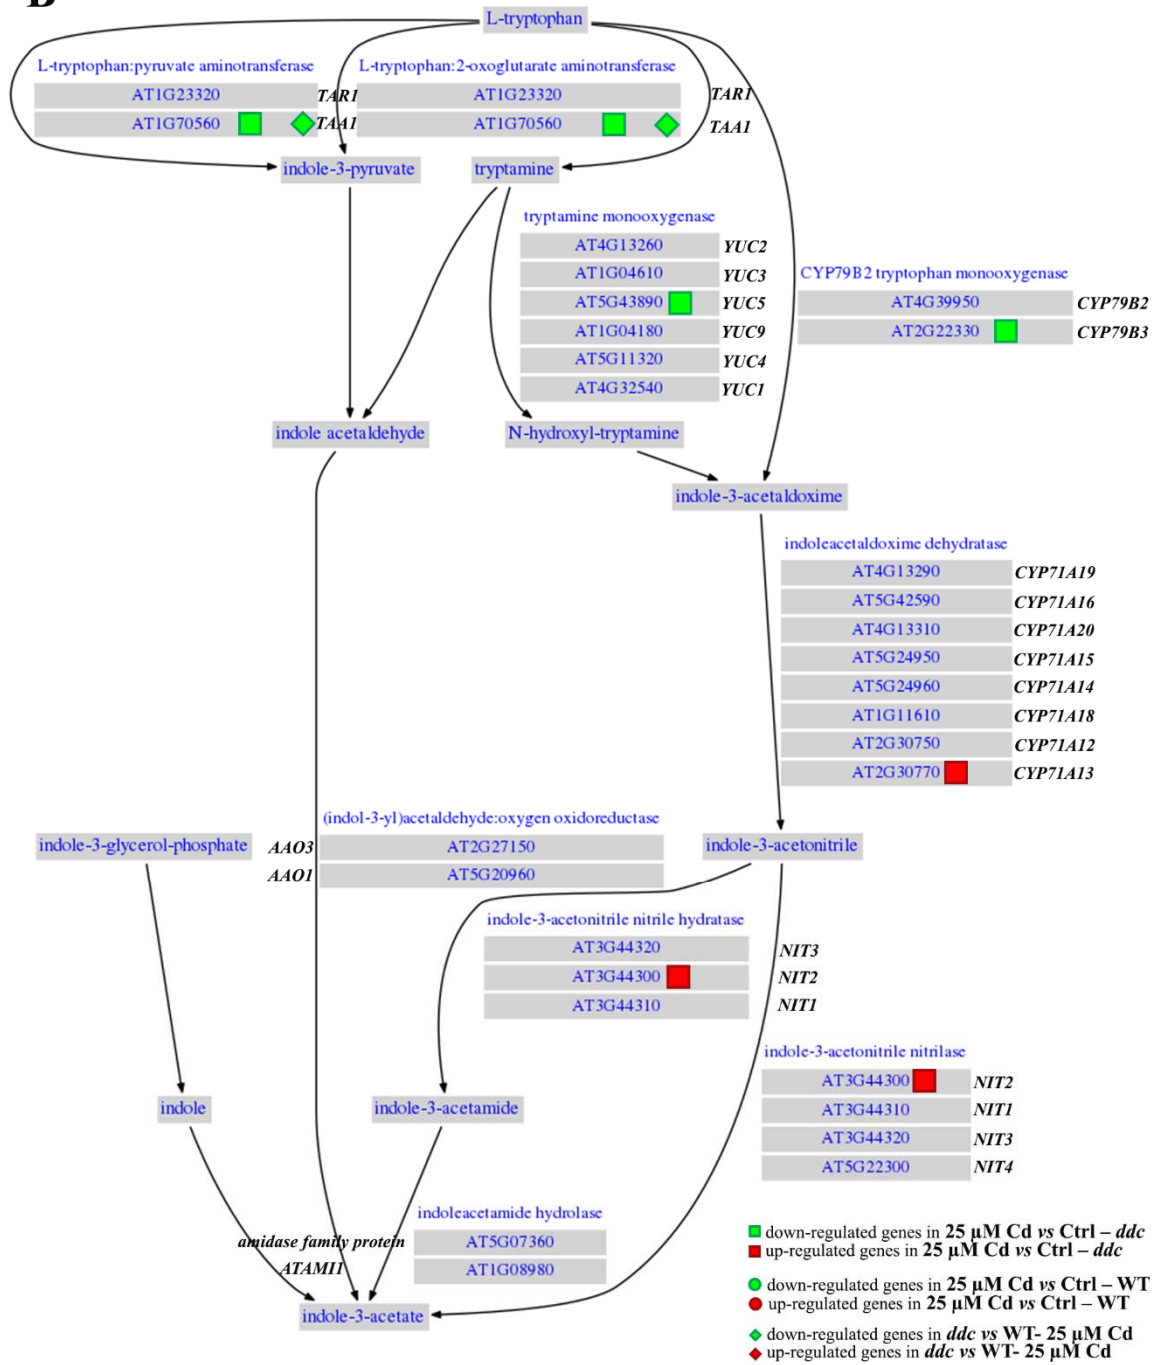 L-tryptophan
L-tryptophan:pyruvate aminotransferase
AT1G23320 TAR1
AT1G70560 TAA1
L-tryptophan:2-oxoglutarate aminotransferase
AT1G23320 TAR1
AT1G70560 TAA1
indole-3-pyruvate
tryptamine
tryptamine monooxygenase
AT4G13260 YUC2
AT1G04610 YUC3
AT5G43890 YUC5
AT1G04180 YUC9
AT5G11320 YUC4
AT4G32540 YUC1
CYP79B2 tryptophan monooxygenase
AT4G39950 CYP79B2
AT2G22330 CYP79B3
indole acetaldehyde
N-hydroxyl-tryptamine
indole-3-acetaldoxime
indoleacetaldoxime dehydratase
AT4G13290 CYP71A19
AT5G42590 CYP71A16
AT4G13310 CYP71A20
AT5G24950 CYP71A15
AT5G24960 CYP71A14
AT1G11610 CYP71A18
AT2G30750 CYP71A12
AT2G30770 CYP71A13
(indol-3-yl)acetaldehyde:oxygen oxidoreductase
AAO3 AT2G27150
AAO1 AT5G20960
indole-3-glycerol-phosphate
indole-3-acetonitrile
indole-3-acetonitrile nitrile hydratase
AT3G44320 NIT3
AT3G44300 NIT2
AT3G44310 NIT1
indole-3-acetonitrile nitrilase
AT3G44300 NIT2
AT3G44310 NIT1
AT3G44320 NIT3
AT5G22300 NIT4
indole
indole-3-acetamide
indoleacetamide hydrolase
amidase family protein AT5G07360
ATAMI1 AT1G08980
indole-3-acetate
down-regulated genes in 25 µM Cd vs Ctrl – ddc
up-regulated genes in 25 µM Cd vs Ctrl – ddc
down-regulated genes in 25 µM Cd vs Ctrl – WT
up-regulated genes in 25 µM Cd vs Ctrl – WT
down-regulated genes in ddc vs WT- 25 µM Cd
up-regulated genes in ddc vs WT- 25 µM Cd